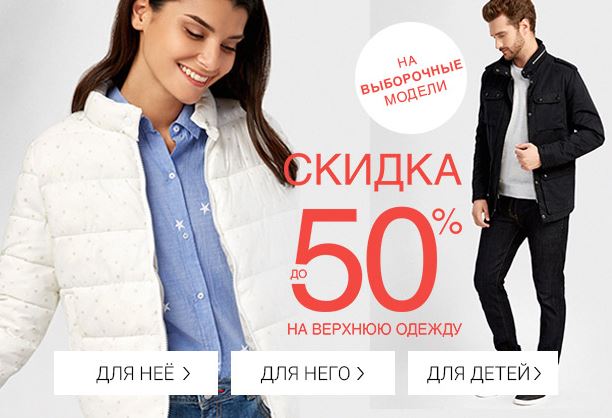 НА
ВЫБОРОЧНЫЕ
МОДЕЛИ
СКИДКА
ДО 50%
НА ВЕРХНЮЮ ОДЕЖДУ
ДЛЯ НЕЁ >
ДЛЯ НЕГО >
ДЛЯ ДЕТЕЙ >